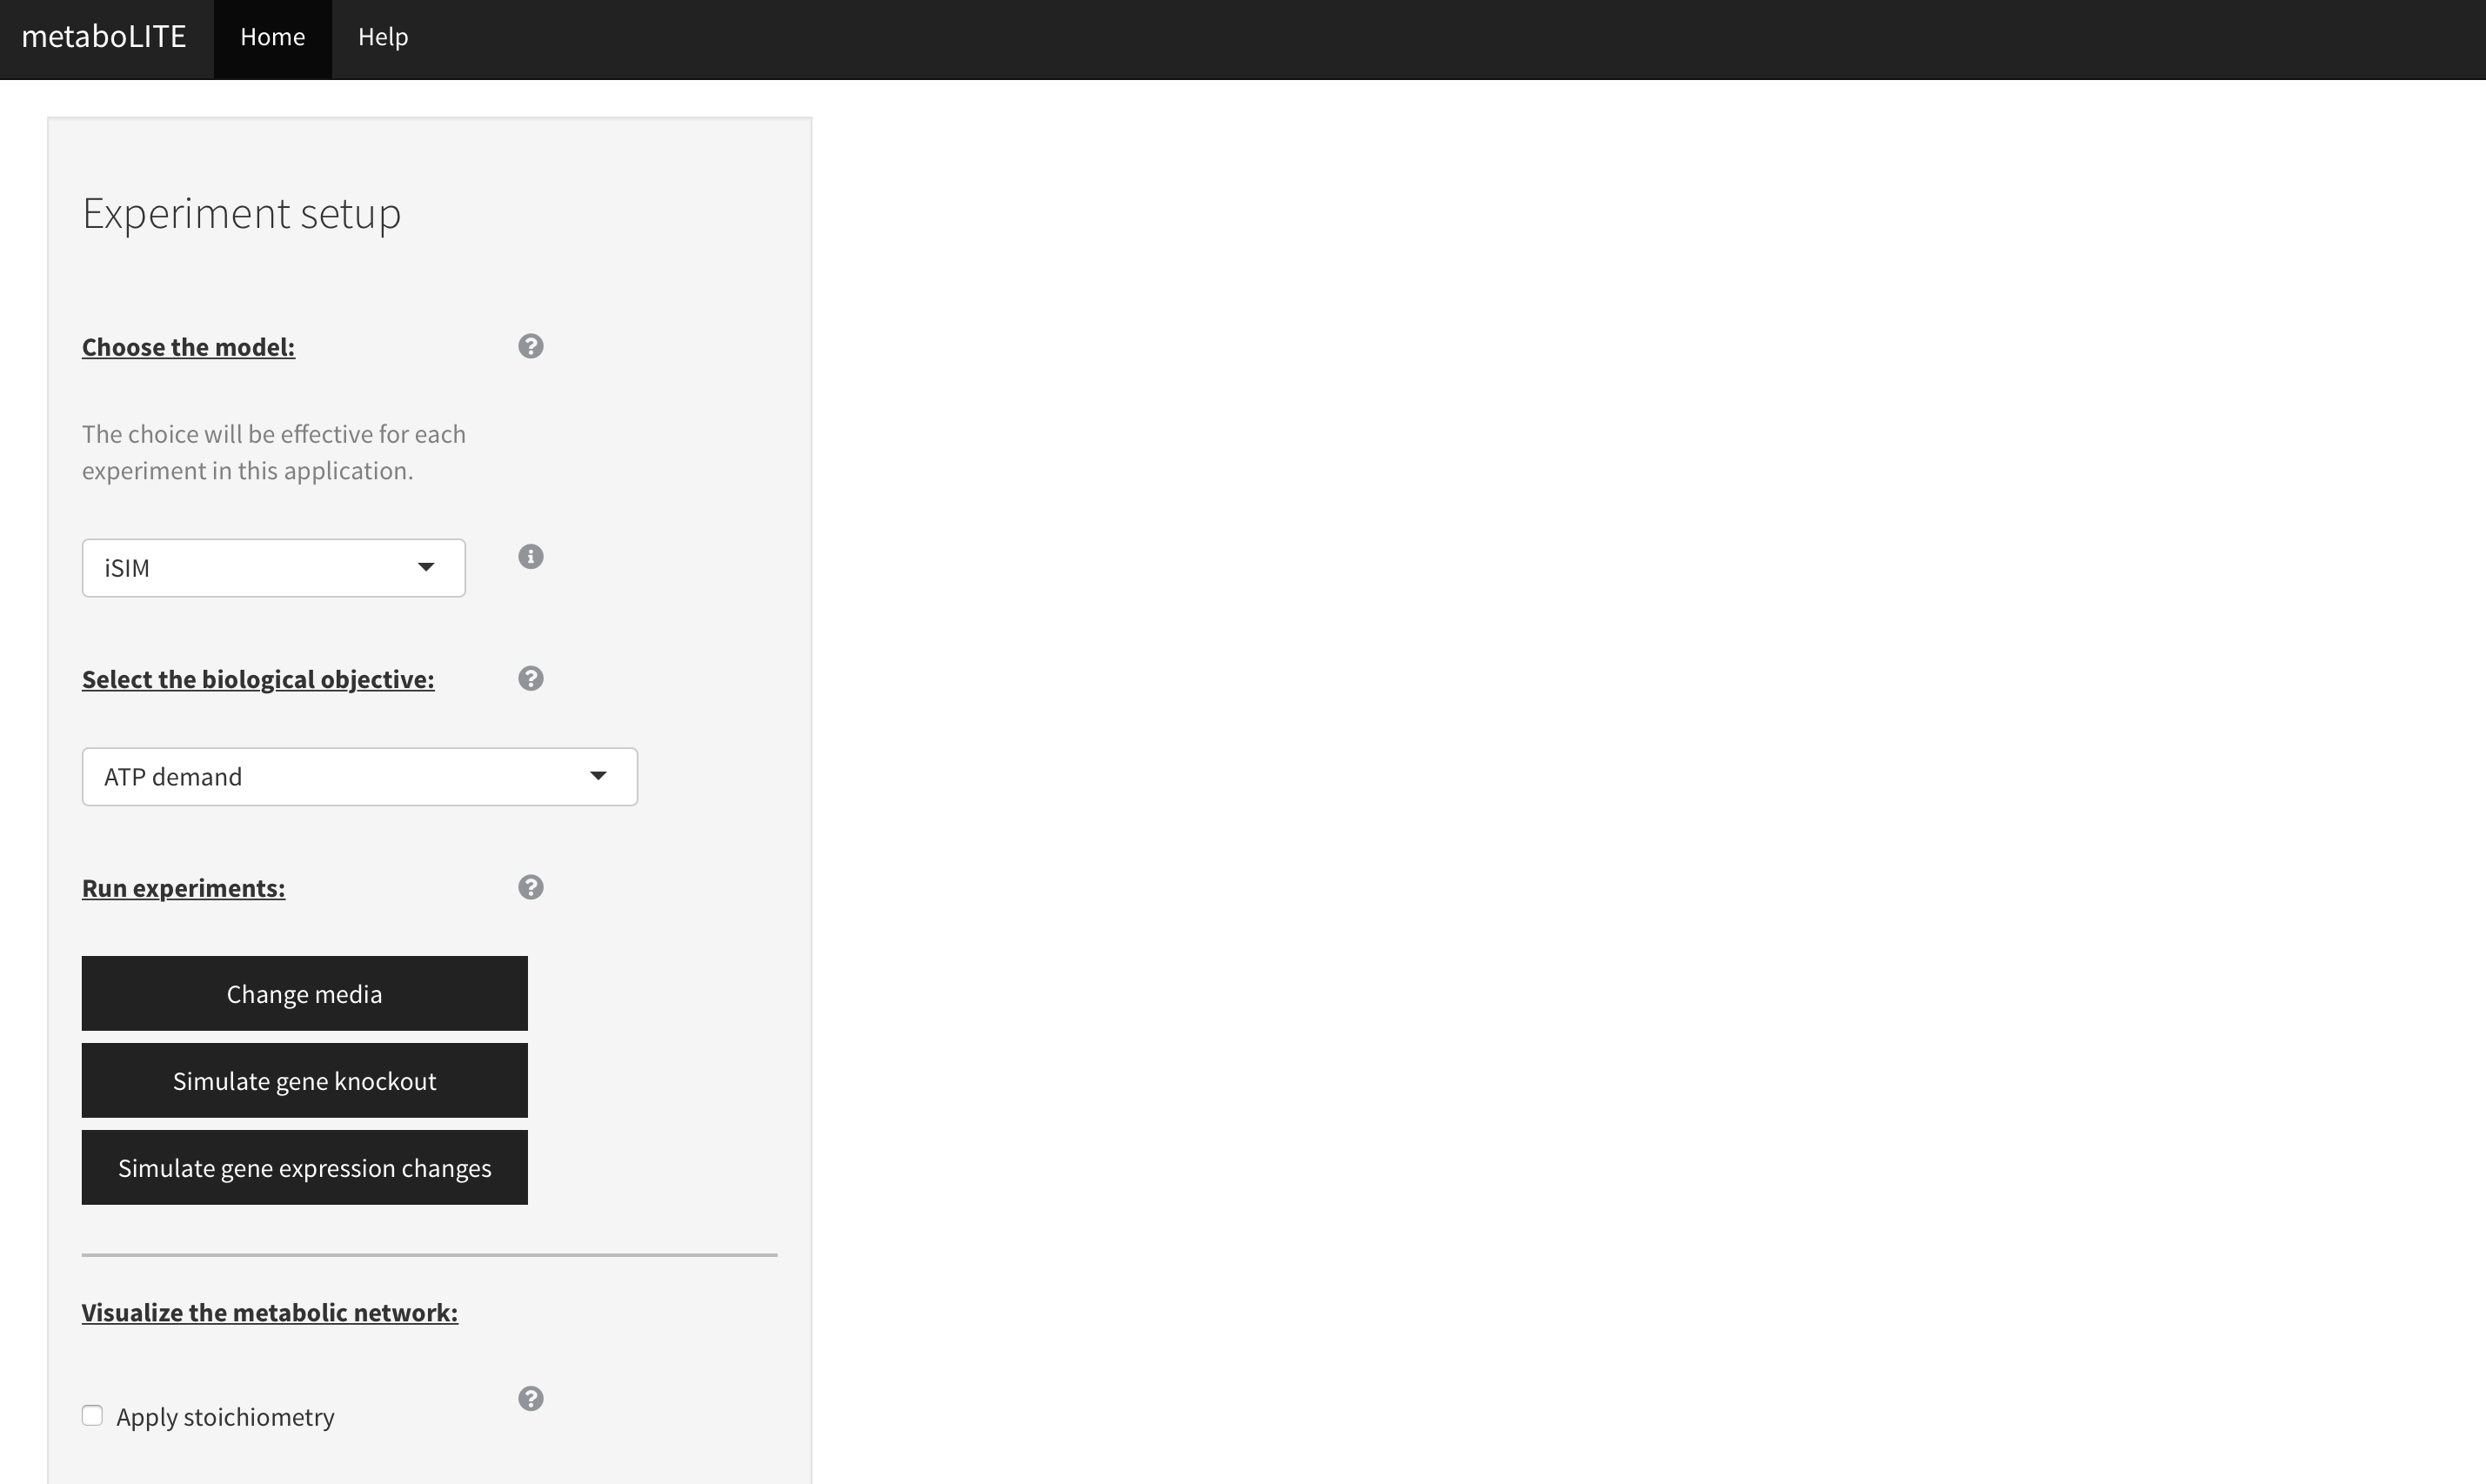 metaboLITE Home Help
Experiment setup
Choose the model:
The choice will be effective for each
experiment in this application.
iSIM
Select the biological objective:
ATP demand
Run experiments:
Change media
Simulate gene knockout
Simulate gene expression changes
Visualize the metabolic network:
Apply stoichiometry